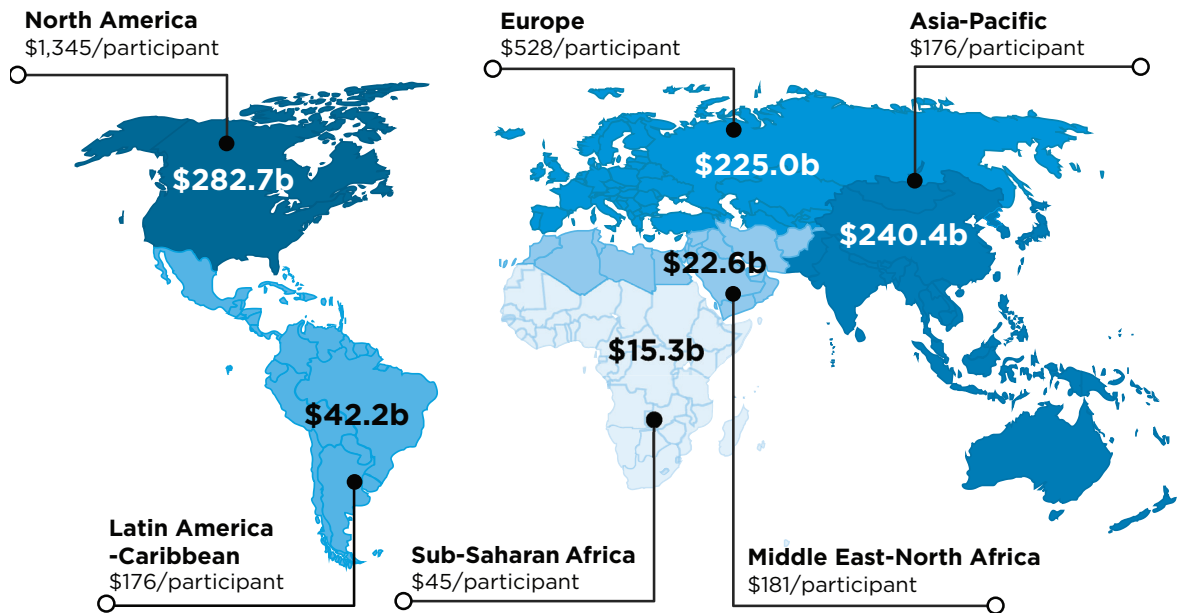 North America
$1,345/participant
Europe
$528/participant
Asia-Pacific
$176/participant
$282.7b
$225.0b
$240.4b
$22.6b
$15.3b
$42.2b
Latin America
-Caribbean
$176/participant
Sub-Saharan Africa
$45/participant
Middle East-North Africa
$181/participant